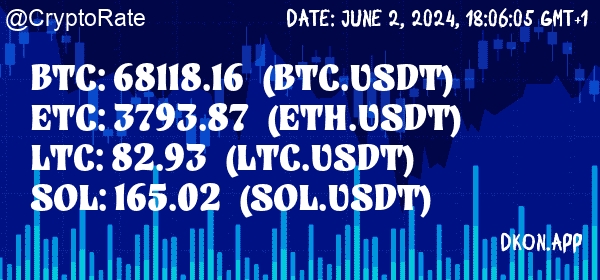 @CryptoRate
DATE: JUNE 2, 2024, 18:06:05 GMT+1
BTC: 68118.16 (BTC.USDT)
ETC: 3793.87 (ETH.USDT)
LTC: 82.93 (LTC.USDT)
SOL: 165.02 (SOL.USDT)
DKON.APP